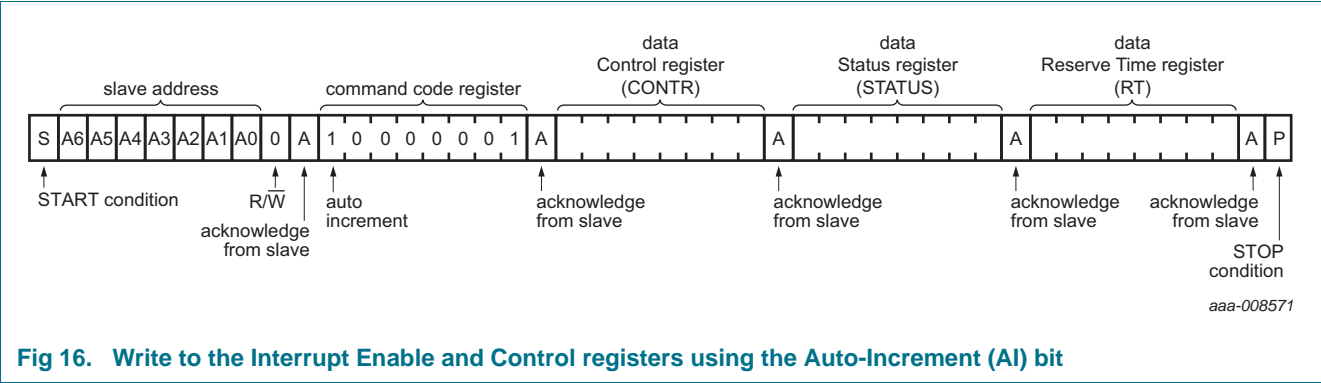 data
Control register
(CONTR)
data
Status register
(STATUS)
data
Reserve Time register
(RT)
slave address
command code register
S A6 A5 A4 A3 A2 A1 A0 0 A 1 0 0 0 0 0 0 1 A A A A P
START condition
R/W̅
auto
increment
acknowledge
from slave
acknowledge
from slave
acknowledge
from slave
acknowledge
from slave
acknowledge
from slave
STOP
condition
aaa-008571
Fig 16. Write to the Interrupt Enable and Control registers using the Auto-Increment (AI) bit